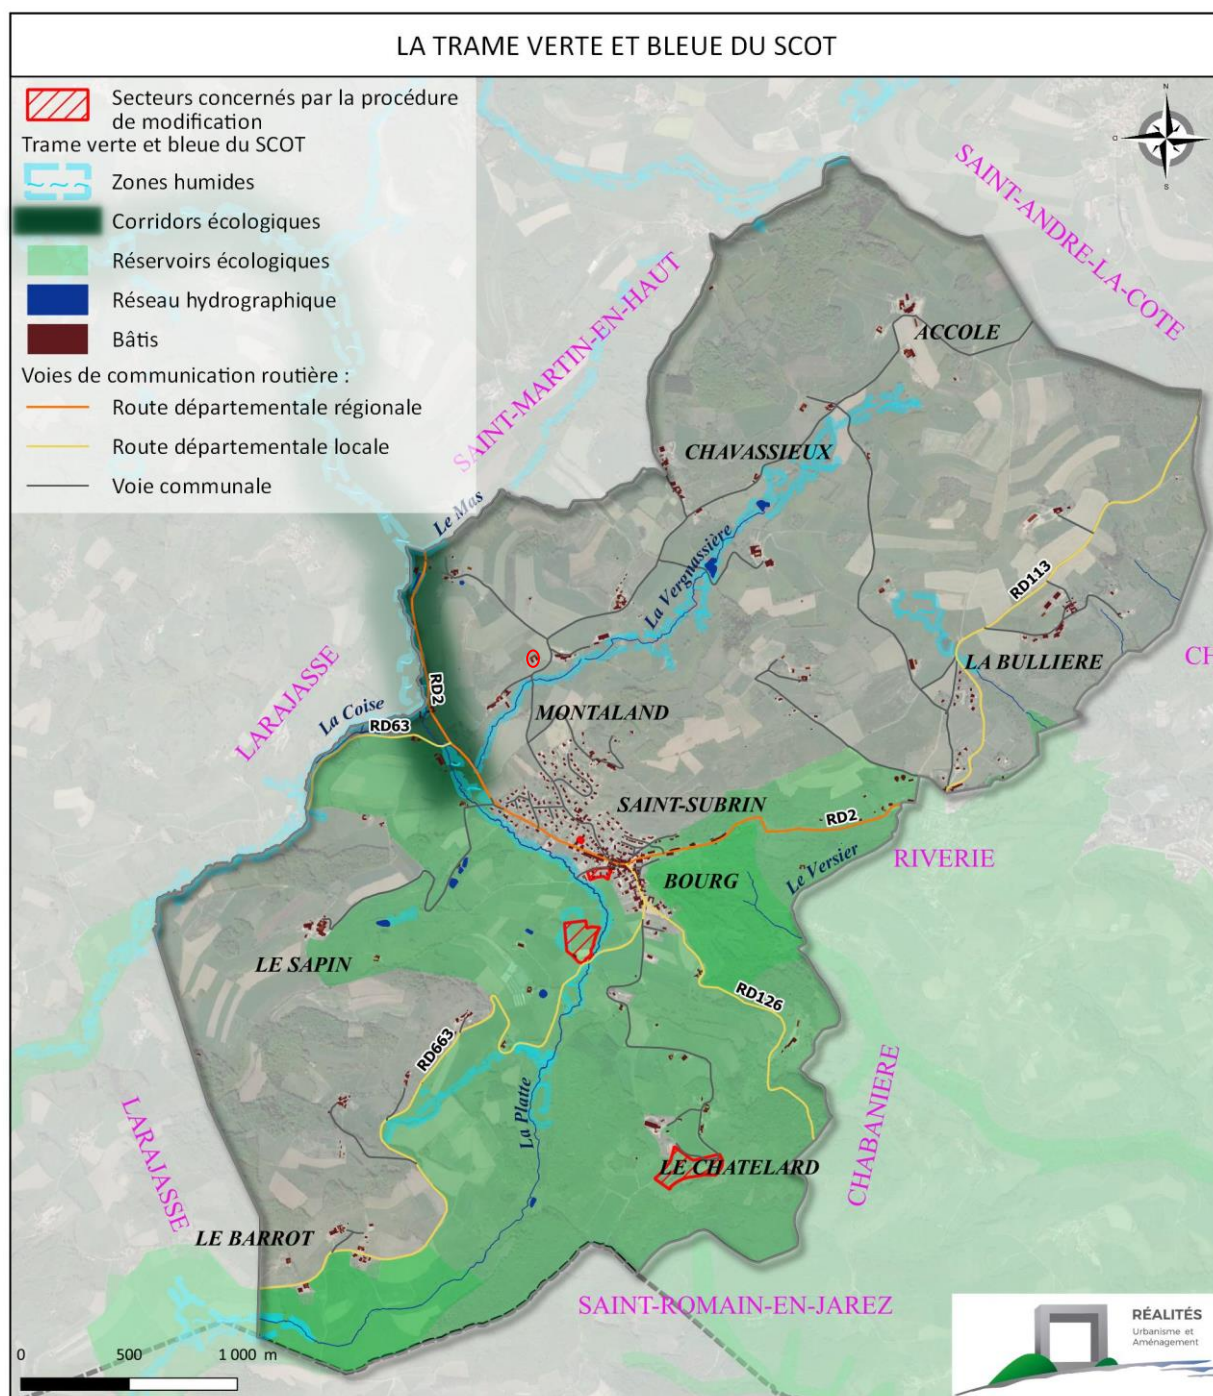 LA TRAME VERTE ET BLEUE DU SCOT
Secteurs concernés par la procédure
de modification
Trame verte et bleue du SCOT
Zones humides
Corridors écologiques
Réservoirs écologiques
Réseau hydrographique
Bâtis
Voies de communication routière :
Route départementale régionale
Route départementale locale
Voie communale
N
O
S
SAINT-ANDRE-LA-COTE
SAINT-MARTIN-EN-HAUT
ACCOLE
CHAVASSIEUX
Le Mas
La Vergnassière
RD113
LA BULLIERE
CH
LARAJASSE
La Coise
RD63
RD2
MONTALAND
SAINT-SUBRIN
RD2
RIVERIE
BOURG
Le Versier
LE SAPIN
RD126
RD663
La Platte
CHABANIERE
LE CHATELARD
LARAJASSE
LE BARROT
SAINT-ROMAIN-EN-JAREZ
0 500 1 000 m
RÉALITÉS
Urbanisme et
Aménagement